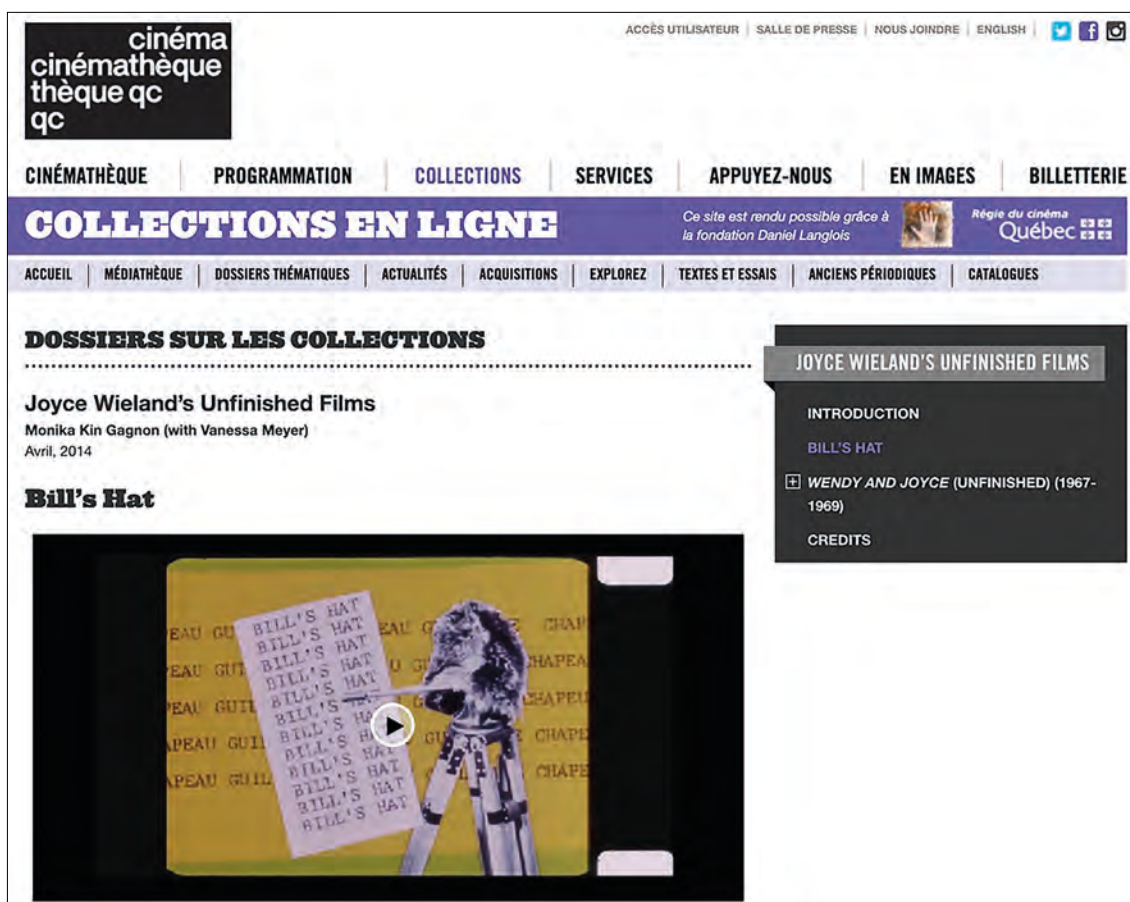 cinéma
cinémathèque
thèque qc
qc
ACCÈS UTILISATEUR | SALLE DE PRESSE | NOUS JOINDRE | ENGLISH |
CINÉMATHÈQUE | PROGRAMMATION | COLLECTIONS | SERVICES | APPUYEZ-NOUS | EN IMAGES | BILLETTERIE
COLLECTIONS EN LIGNE
Ce site est rendu possible grâce à
la fondation Daniel Langlois
Régie du cinéma
Québec
ACCUEIL | MÉDIATHÈQUE | DOSSIERS THÉMATIQUES | ACTUALITÉS | ACQUISITIONS | EXPLOREZ | TEXTES ET ESSAIS | ANCIENS PÉRIODIQUES | CATALOGUES
DOSSIERS SUR LES COLLECTIONS
Joyce Wieland's Unfinished Films
Monika Kin Gagnon (with Vanessa Meyer)
Avril, 2014
Bill's Hat
BILL'S HAT
BILL'S HAT
BILL'S HAT
BILL'S HAT
BILL'S HAT
BILL'S HAT
BILL'S HAT
BILL'S HAT
BILL'S HAT
BILL'S HAT
BILL'S HAT
JOYCE WIELAND'S UNFINISHED FILMS
INTRODUCTION
BILL'S HAT
WENDY AND JOYCE (UNFINISHED) (1967-
1969)
CREDITS